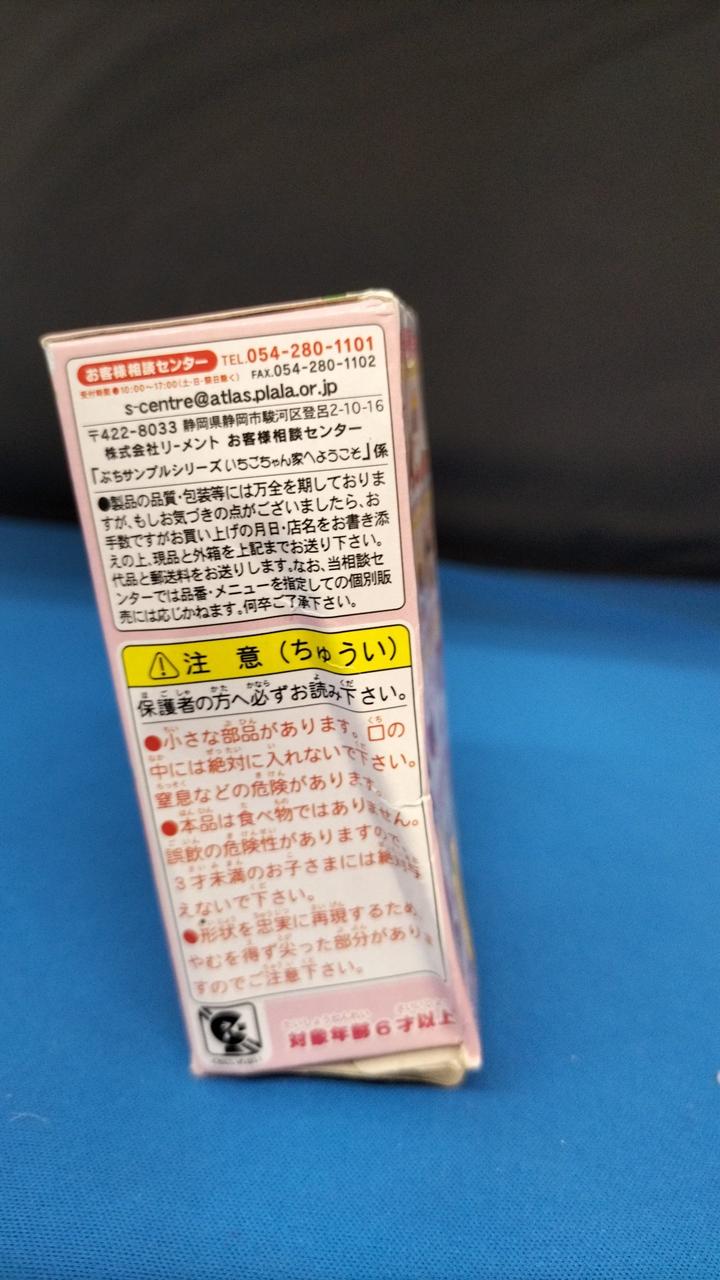 お客様相談センター TEL.054-280-1101
受付時間●10:00〜17:00(土・日・祭日除く) FAX.054-280-1102
s-centre@atlas.plala.or.jp
〒422-8033 静岡県静岡市駿河区登呂2-10-16
株式会社リーメント お客様相談センター
「ぷちサンプルシリーズ いちごちゃん家へようこそ」係
●製品の品質・包装等には万全を期しておりま
すが、もしお気づきの点がございましたら、お
手数ですがお買い上げの月日・店名をお書き添
えの上、現品と外箱を上記までお送り下さい。
代品と郵送料をお送りします。なお、当相談セ
ンターでは品番・メニューを指定しての個別販
売には応じかねます。何卒ご了承下さい。
注 意（ちゅうい）
保護者の方へ必ずお読み下さい。
●小さな部品があります。口の
中には絶対に入れないで下さい。
窒息などの危険があります。
●本品は食べ物ではありません。
誤飲の危険性がありますので、
3才未満のお子さまには絶対与
えないで下さい。
●形状を忠実に再現するため、
やむを得ず尖った部分がありま
すのでご注意下さい。
対象年齢9才以上